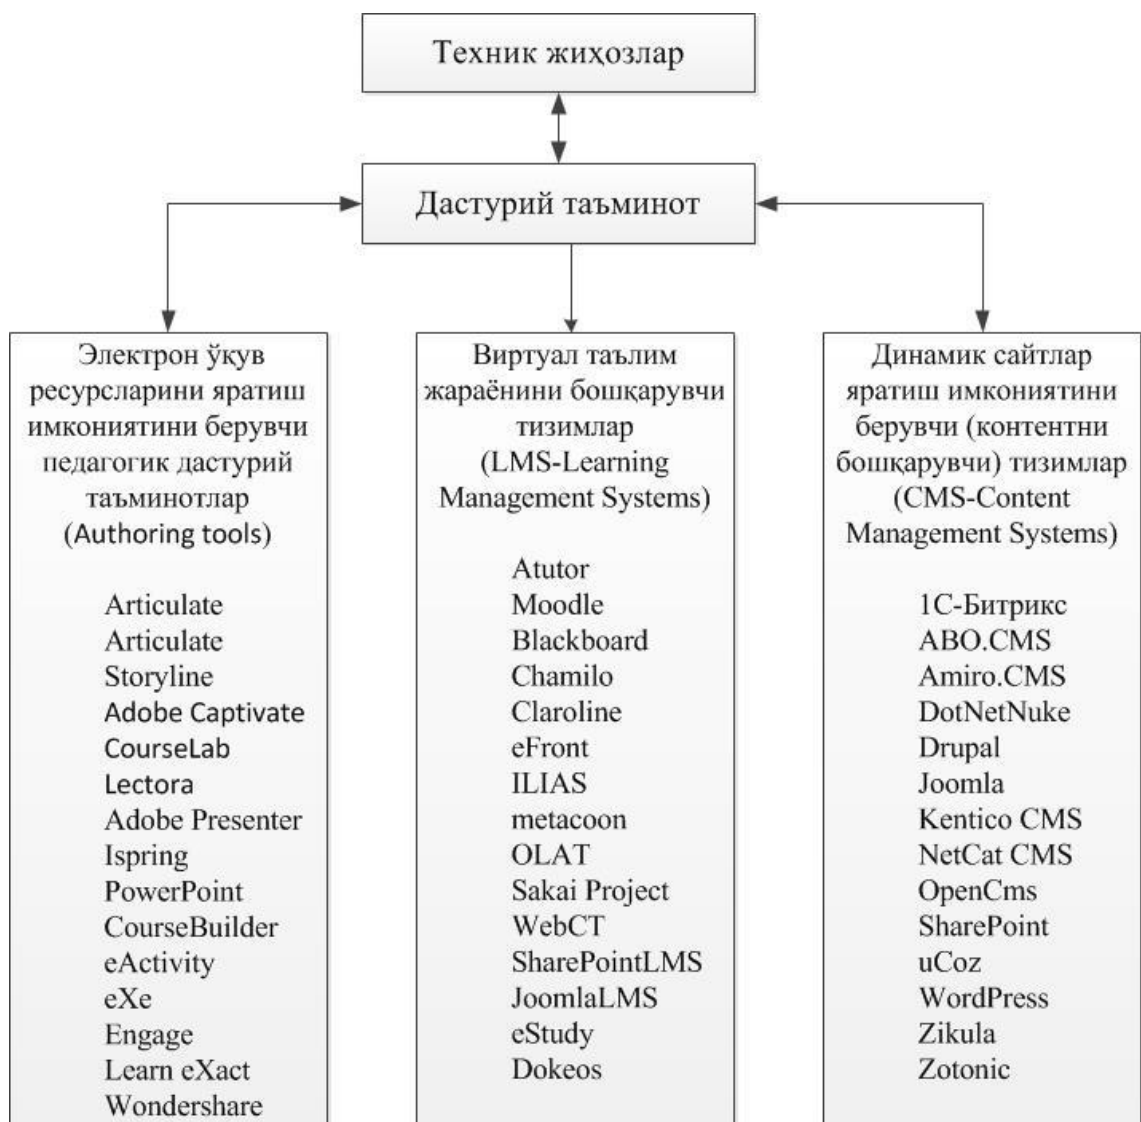 Техник жиҳозлар
Дастурий таъминот
Электрон ўқув
ресурсларини яратиш
имкониятини берувчи
педагогик дастурий
таъминотлар
(Authoring tools)
Articulate
Articulate
Storyline
Adobe Captivate
CourseLab
Lectora
Adobe Presenter
Ispring
PowerPoint
CourseBuilder
eActivity
eXe
Engage
Learn eXact
Wondershare
Виртуал таълим
жараёнини бошқарувчи
тизимлар
(LMS-Learning
Management Systems)
Atutor
Moodle
Blackboard
Chamilo
Claroline
eFront
ILIAS
metacoon
OLAT
Sakai Project
WebCT
SharePointLMS
JoomlaLMS
eStudy
Dokeos
Динамик сайтлар
яратиш имкониятини
берувчи (контентни
бошқарувчи) тизимлар
(CMS-Content
Management Systems)
1С-Битрикс
ABO.CMS
Amiro.CMS
DotNetNuke
Drupal
Joomla
Kentico CMS
NetCat CMS
OpenCms
SharePoint
uCoz
WordPress
Zikula
Zotonic